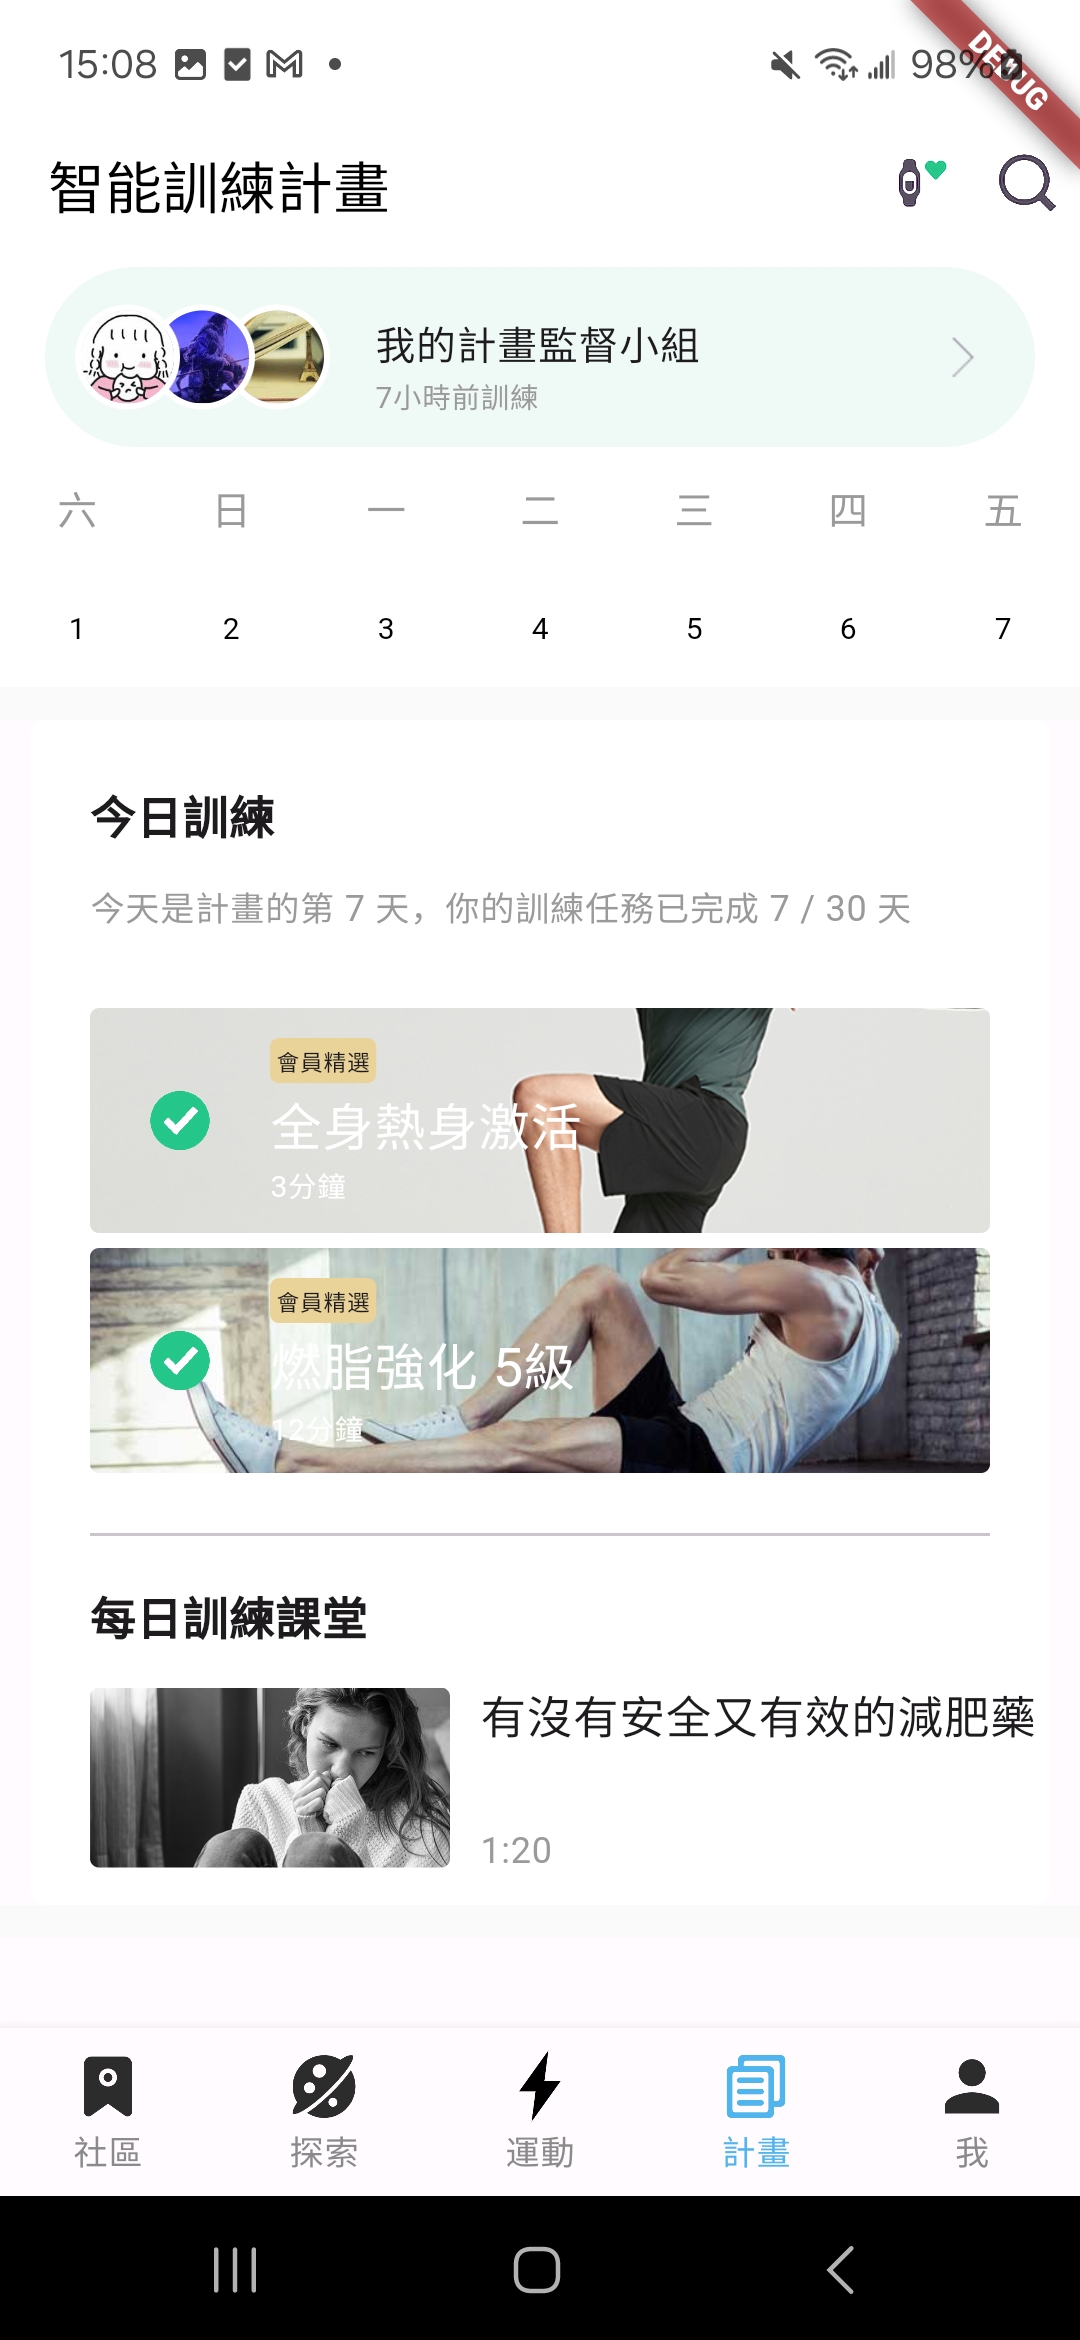 15:08
98%
DEBUG
智能訓練計畫
我的計畫監督小組
7小時前訓練
六 日 一 二 三 四 五
1 2 3 4 5 6 7
今日訓練
今天是計畫的第 7 天，你的訓練任務已完成 7 / 30 天
會員精選
全身熱身激活
3分鐘
會員精選
燃脂強化 5級
12分鐘
每日訓練課堂
有沒有安全又有效的減肥藥
1:20
社區 探索 運動 計畫 我